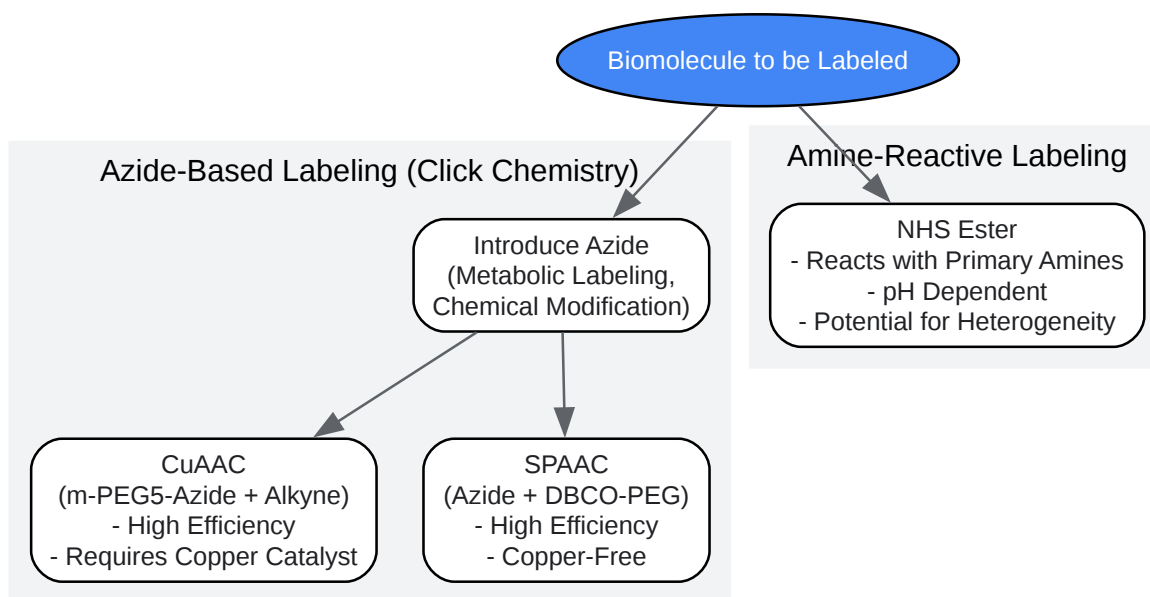 Biomolecule to be Labeled
Azide-Based Labeling (Click Chemistry)
Introduce Azide
(Metabolic Labeling,
Chemical Modification)
CuAAC
(m-PEG5-Azide + Alkyne)
- High Efficiency
- Requires Copper Catalyst
SPAAC
(Azide + DBCO-PEG)
- High Efficiency
- Copper-Free
Amine-Reactive Labeling
NHS Ester
- Reacts with Primary Amines
- pH Dependent
- Potential for Heterogeneity